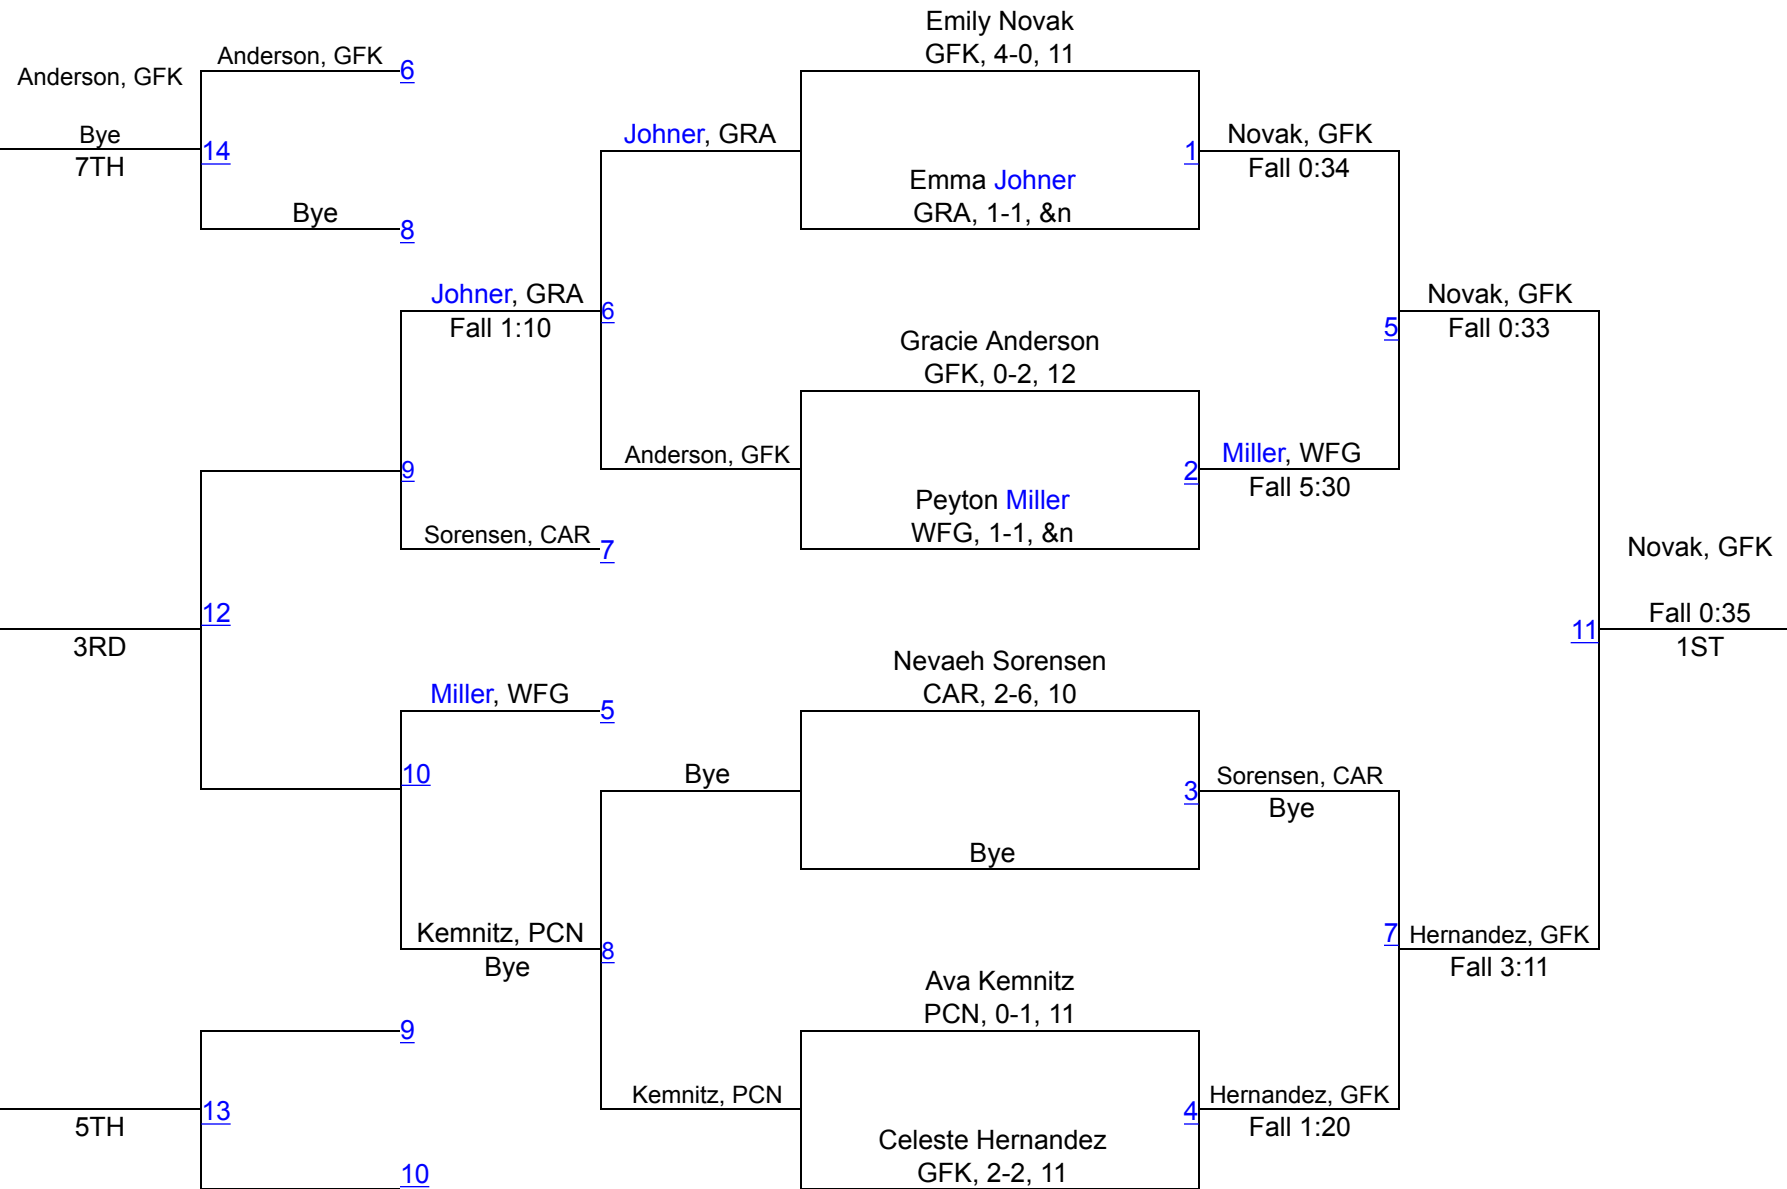 Emily Novak
GFK, 4-0, 11
Anderson, GFK
6
Anderson, GFK
Bye
14
7TH
Bye
8
Johner, GRA
1
Novak, GFK
Fall 0:34
Emma Johner
GRA, 1-1, &n
Johner, GRA
Fall 1:10
6
Novak, GFK
Fall 0:33
5
Gracie Anderson
GFK, 0-2, 12
Anderson, GFK
2
Miller, WFG
Fall 5:30
9
Peyton Miller
WFG, 1-1, &n
Sorensen, CAR
7
Novak, GFK
12
Fall 0:35
11
1ST
3RD
Nevaeh Sorensen
CAR, 2-6, 10
Miller, WFG
5
10
Bye
3
Sorensen, CAR
Bye
Bye
Kemnitz, PCN
Bye
8
7
Hernandez, GFK
Fall 3:11
Ava Kemnitz
PCN, 0-1, 11
9
Kemnitz, PCN
4
Hernandez, GFK
Fall 1:20
13
5TH
Celeste Hernandez
GFK, 2-2, 11
10